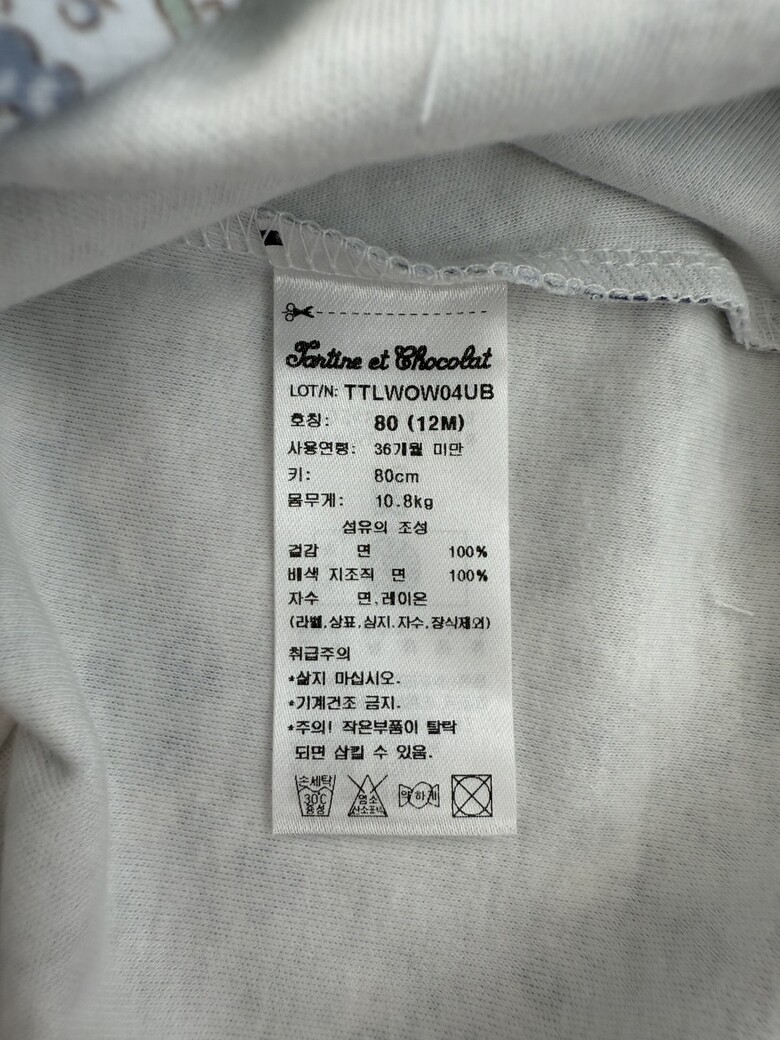 Tartine et Chocolat
LOT/N: TTLWOW04UB
호칭: 80 (12M)
사용연령: 36개월 미만
키: 80cm
몸무게: 10.8kg
섬유의 조성
겉감 면 100%
배색 지조직 면 100%
자수 면,레이온
(라벨,상표,심지,자수,장식제외)
취급주의
*삶지 마십시오.
*기계건조 금지.
*주의! 작은부품이 탈락
되면 삼킬 수 있음.
손세탁 30℃ 중성 염소 산소표백 약하게